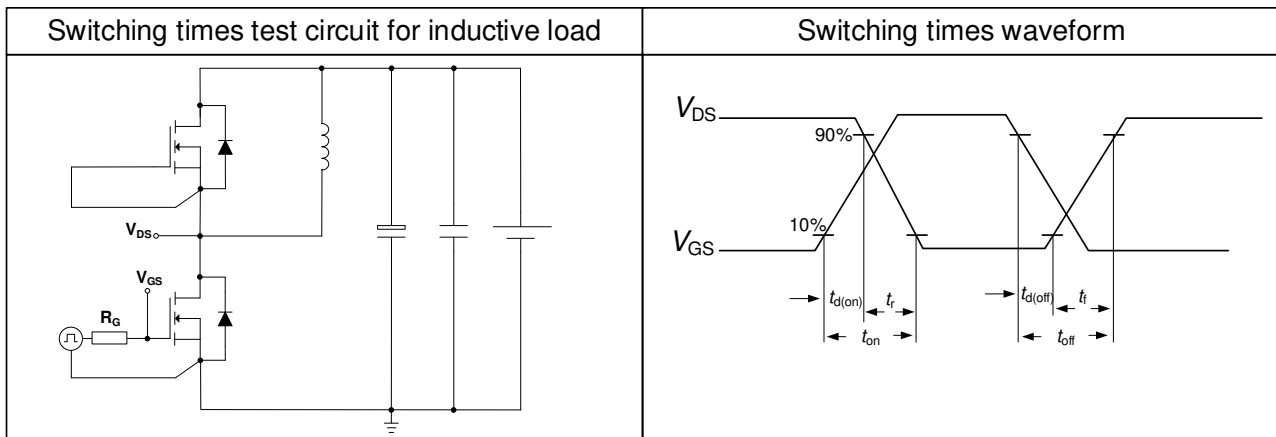 Switching times test circuit for inductive load
Switching times waveform
V_DS
V_GS
R_G
V_DS
90%
10%
V_GS
t_d(on) t_r
t_on
t_d(off) t_f
t_off